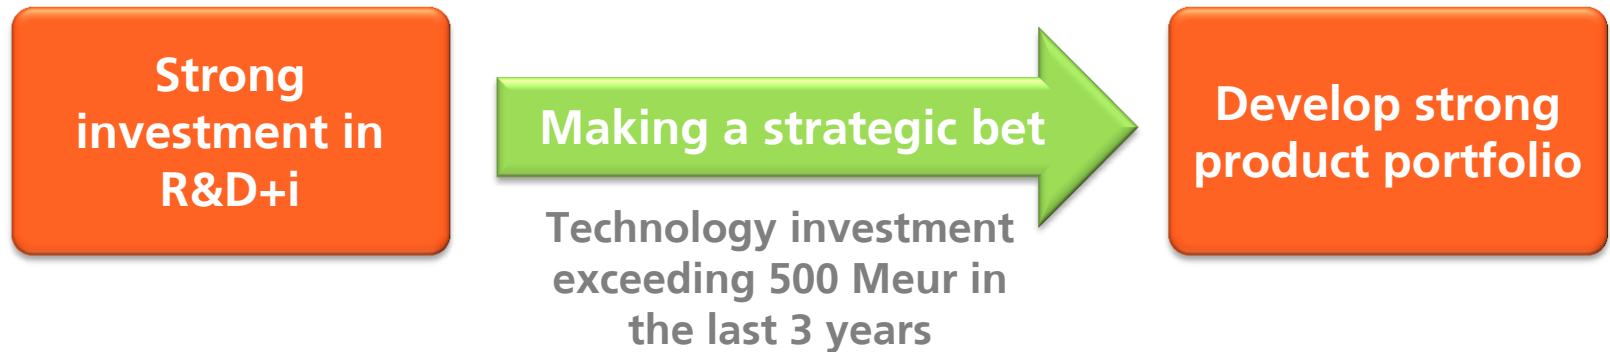 Strong
investment in
R&D+i
Making a strategic bet
Technology investment
exceeding 500 Meur in
the last 3 years
Develop strong
product portfolio